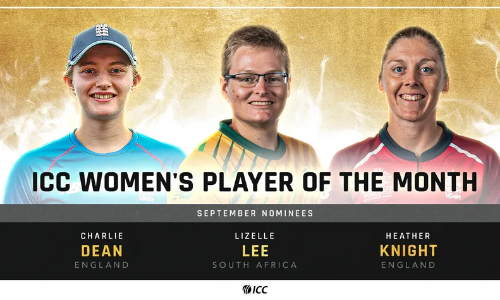 ICC WOMEN'S PLAYER OF THE MONTH
SEPTEMBER NOMINEES
CHARLIE
DEAN
ENGLAND
LIZELLE
LEE
SOUTH AFRICA
HEATHER
KNIGHT
ENGLAND
ICC